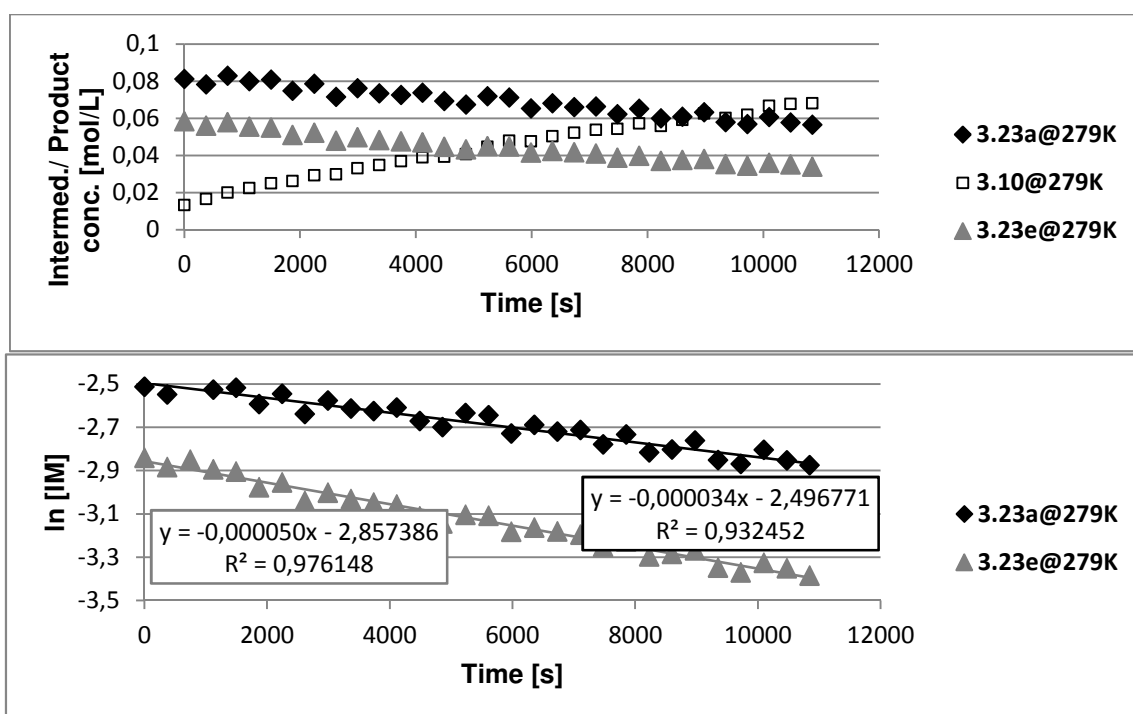 Intermed./ Product
conc. [mol/L]
0,1
0,08
0,06
0,04
0,02
0
0 2000 4000 6000 8000 10000 12000
Time [s]
3.23a@279K
3.10@279K
3.23e@279K
ln [IM]
-2,5
-2,7
-2,9
-3,1
-3,3
-3,5
y = -0,000050x - 2,857386
R² = 0,976148
y = -0,000034x - 2,496771
R² = 0,932452
0 2000 4000 6000 8000 10000 12000
Time [s]
3.23a@279K
3.23e@279K